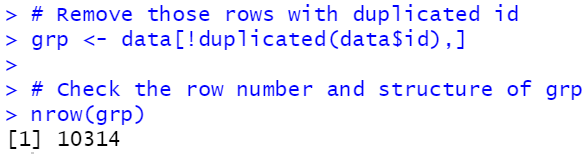 > # Remove those rows with duplicated id
> grp <- data[!duplicated(data$id),]
>
> # Check the row number and structure of grp
> nrow(grp)
[1] 10314